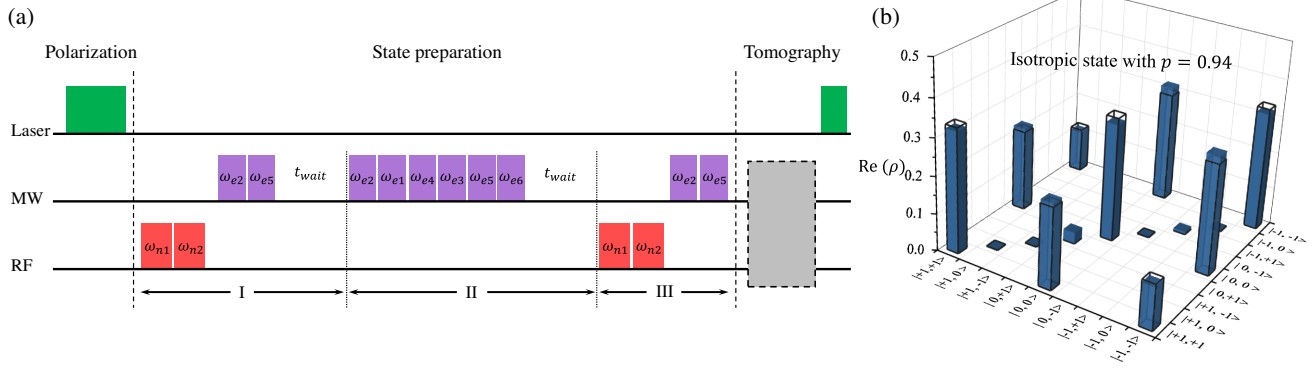 (a)
Polarization
State preparation
Tomography
Laser
MW
RF
ω_{e2} ω_{e5} t_{wait} ω_{e2} ω_{e1} ω_{e4} ω_{e3} ω_{e5} ω_{e6} t_{wait} ω_{e2} ω_{e5}
ω_{n1} ω_{n2} ω_{n1} ω_{n2}
I
II
III
(b)
Isotropic state with p = 0.94
Re (ρ)
0.5
0.4
0.3
0.2
0.1
0.0
|+1,+1>
|+1, 0>
|+1, -1>
|0,+1>
|0, 0>
|0, -1>
|-1,+1>
|-1, 0>
|-1, -1>
|-1, -1>
|-1, 0 >
|-1,+1>
|0, -1>
|0, 0>
|0,+1>
|+1, -1>
|+1, 0 >
|+1,+1